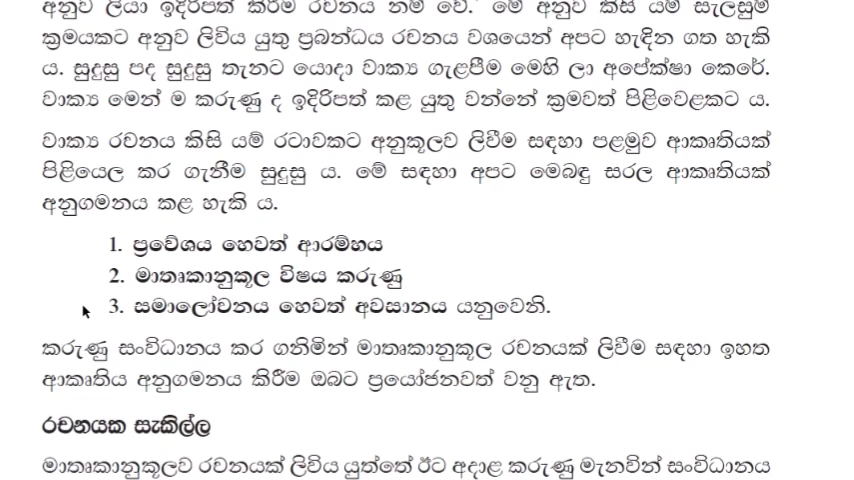 අනුව ලියා ඉදිරිපත් කිරීම රචනය නම් වේ.' මේ අනුව කිසි යම් සැලසුම්
ක්‍රමයකට අනුව ලිවිය යුතු ප්‍රබන්ධය රචනය වශයෙන් අපට හැඳින ගත හැකි
ය. සුදුසු පද සුදුසු තැනට යොදා වාක්‍ය ගැළපීම මෙහි ලා අපේක්ෂා කෙරේ.
වාක්‍ය මෙන් ම කරුණු ද ඉදිරිපත් කළ යුතු වන්නේ ක්‍රමවත් පිළිවෙළකට ය.
වාක්‍ය රචනය කිසි යම් රටාවකට අනුකූලව ලිවීම සඳහා පළමුව ආකෘතියක්
පිළියෙල කර ගැනීම සුදුසු ය. මේ සඳහා අපට මෙබඳු සරල ආකෘතියක්
අනුගමනය කළ හැකි ය.
1. ප්‍රවේශය හෙවත් ආරම්භය
2. මාතෘකානුකූල විෂය කරුණු
3. සමාලෝචනය හෙවත් අවසානය යනුවෙනි.
කරුණු සංවිධානය කර ගනිමින් මාතෘකානුකූල රචනයක් ලිවීම සඳහා ඉහත
ආකෘතිය අනුගමනය කිරීම ඔබට ප්‍රයෝජනවත් වනු ඇත.
රචනයක සැකිල්ල
මාතෘකානුකූලව රචනයක් ලිවිය යුත්තේ ඊට අදාළ කරුණු මැනවින් සංවිධානය